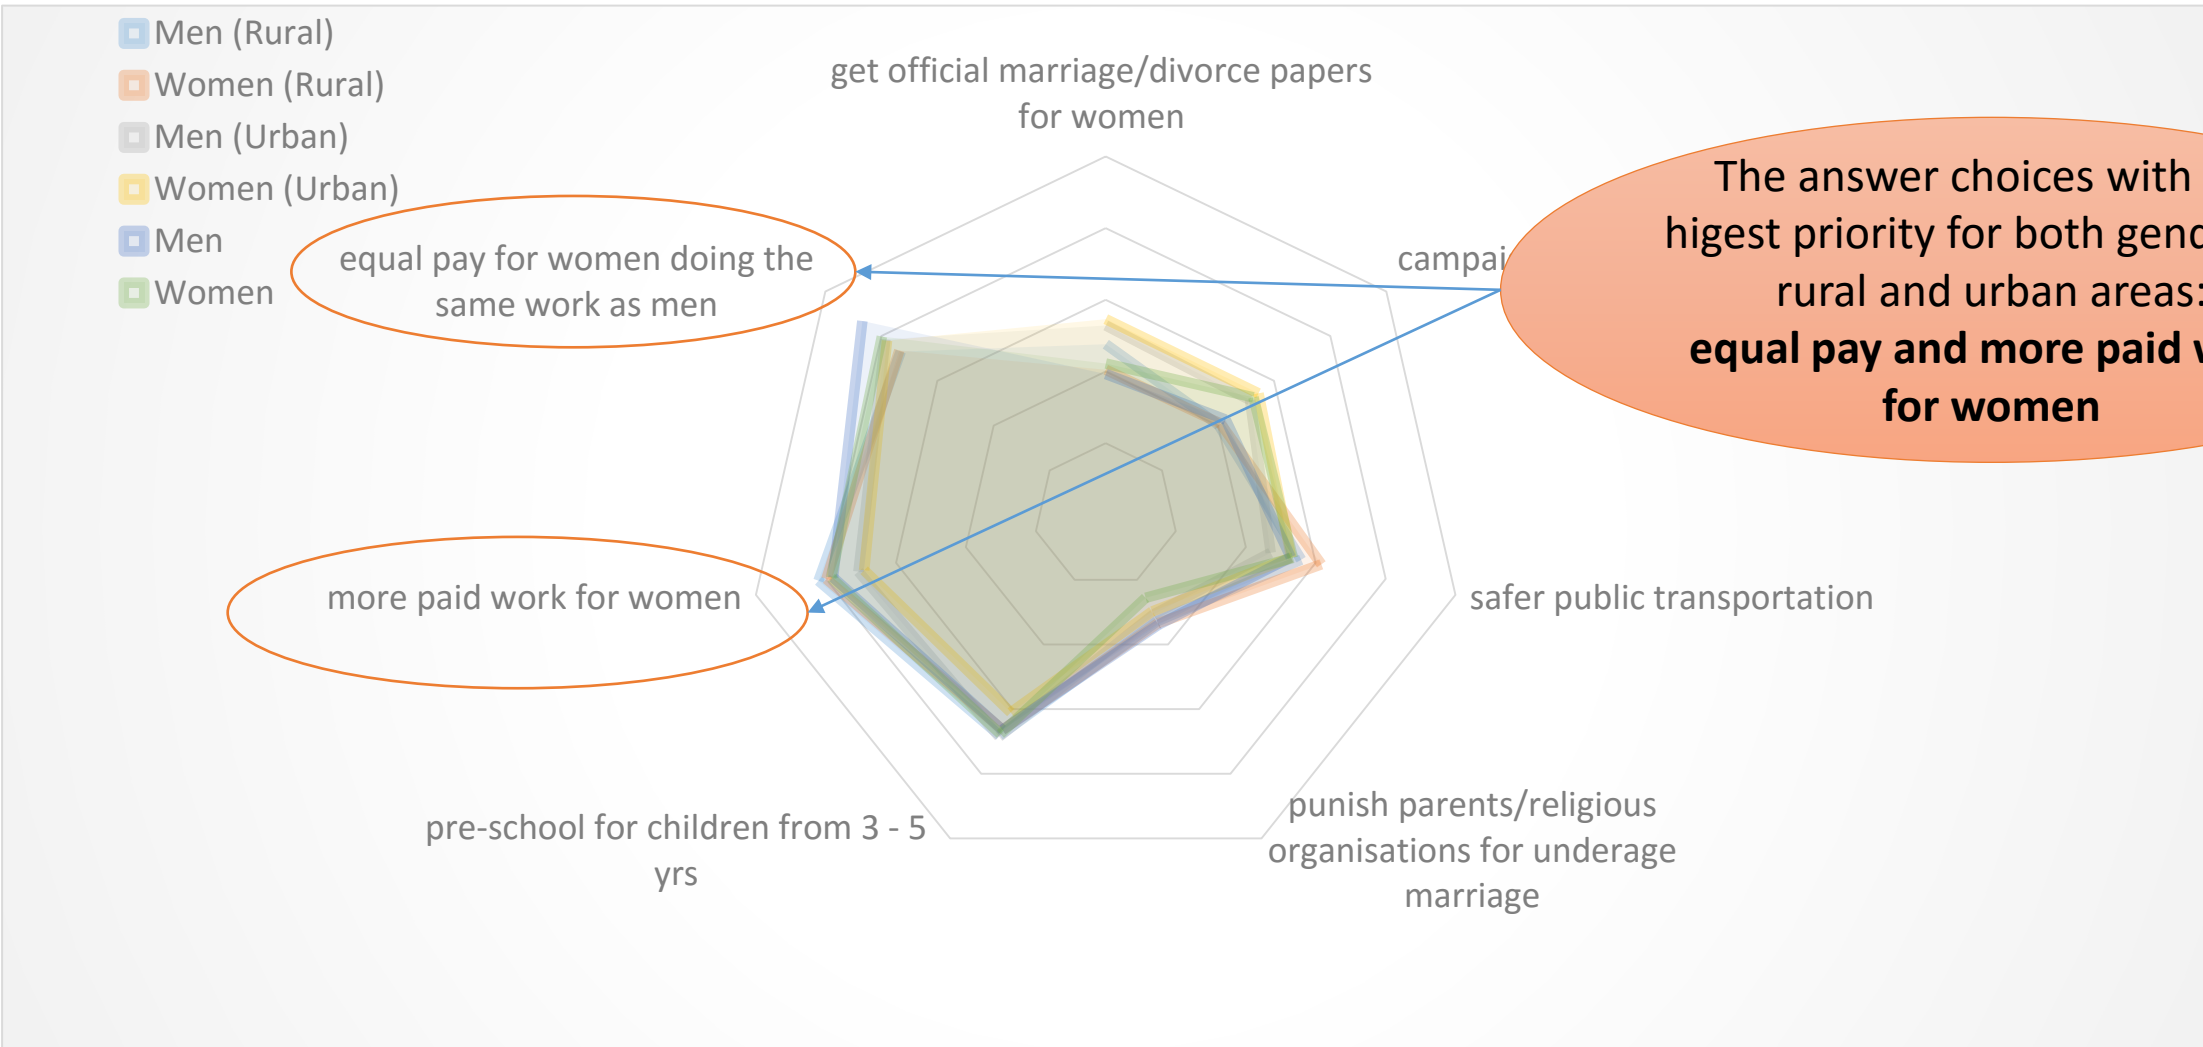 Men (Rural)
Women (Rural)
Men (Urban)
Women (Urban)
Men
Women
get official marriage/divorce papers
for women
equal pay for women doing the
same work as men
more paid work for women
pre-school for children from 3 - 5
yrs
punish parents/religious
organisations for underage
marriage
safer public transportation
The answer choices with
higest priority for both
rural and urban areas:
equal pay and more paid
for women